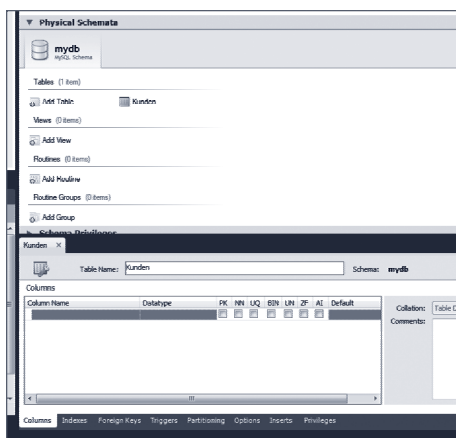 Physical Schemata
mydb
MySQL Schema
Tables (1 item)
Add Table Kunden
Views (0 items)
Add View
Routines (0 items)
Add Routine
Routine Groups (0 items)
Add Group
Schema Privileges
Kunden ×
Table Name: Kunden Schema: mydb
Columns
Column Name Datatype PK NN UQ BIN UN ZF AI Default
Collation: Table D
Comments:
Columns Indexes Foreign Keys Triggers Partitioning Options Inserts Privileges